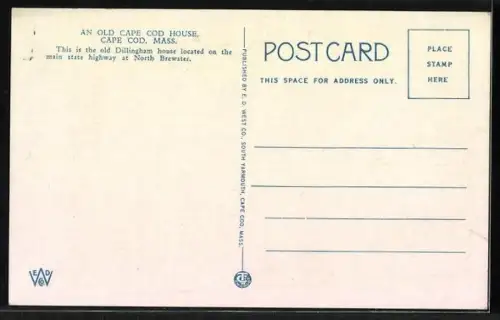 AN OLD CAPE COD HOUSE,
CAPE COD, MASS.
This is the old Dillingham house located on the
main state highway at North Brewster.
PUBLISHED BY E. D. WEST CO., SOUTH YARMOUTH, CAPE COD, MASS.
POST CARD
THIS SPACE FOR ADDRESS ONLY.
PLACE
STAMP
HERE